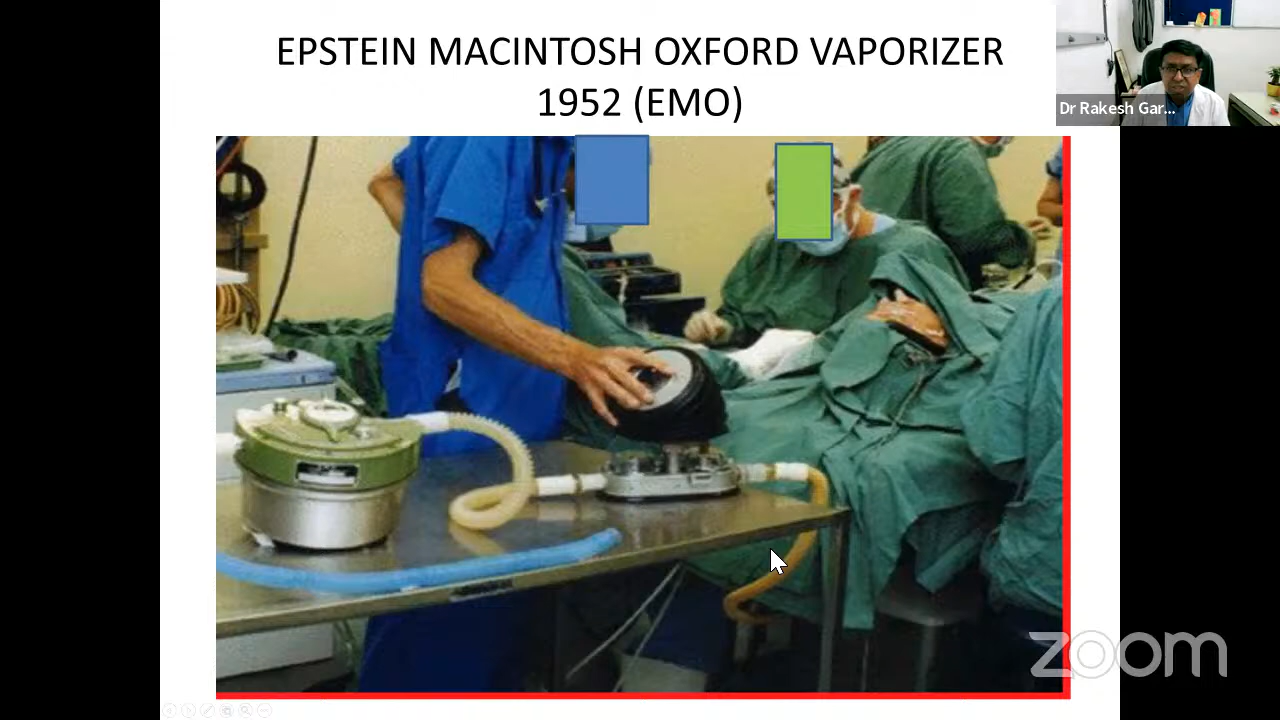 EPSTEIN MACINTOSH OXFORD VAPORIZER
1952 (EMO)
Dr Rakesh Gar...
zoom